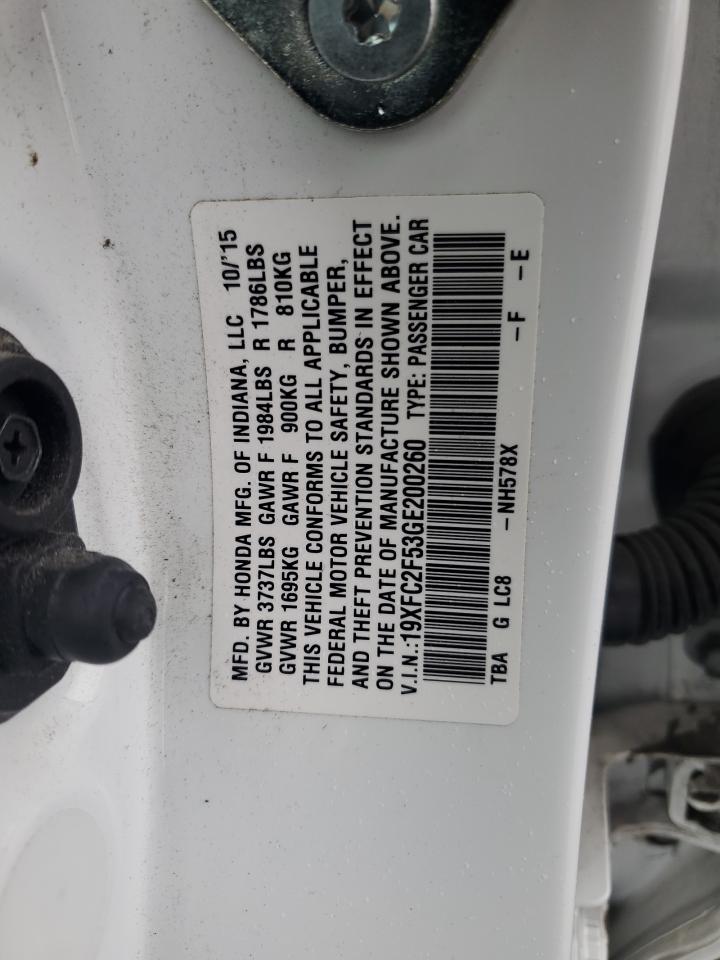 MFD. BY HONDA MFG. OF INDIANA, LLC 10/'15
GVWR 3737LBS GAWR F 1984LBS R 1786LBS
GVWR 1695KG GAWR F 900KG R 810KG
THIS VEHICLE CONFORMS TO ALL APPLICABLE
FEDERAL MOTOR VEHICLE SAFETY, BUMPER,
AND THEFT PREVENTION STANDARDS IN EFFECT
ON THE DATE OF MANUFACTURE SHOWN ABOVE.
V.I.N.:19XFC2F53GE200260 TYPE: PASSENGER CAR
TBA G LC8 -NH578X -F -E